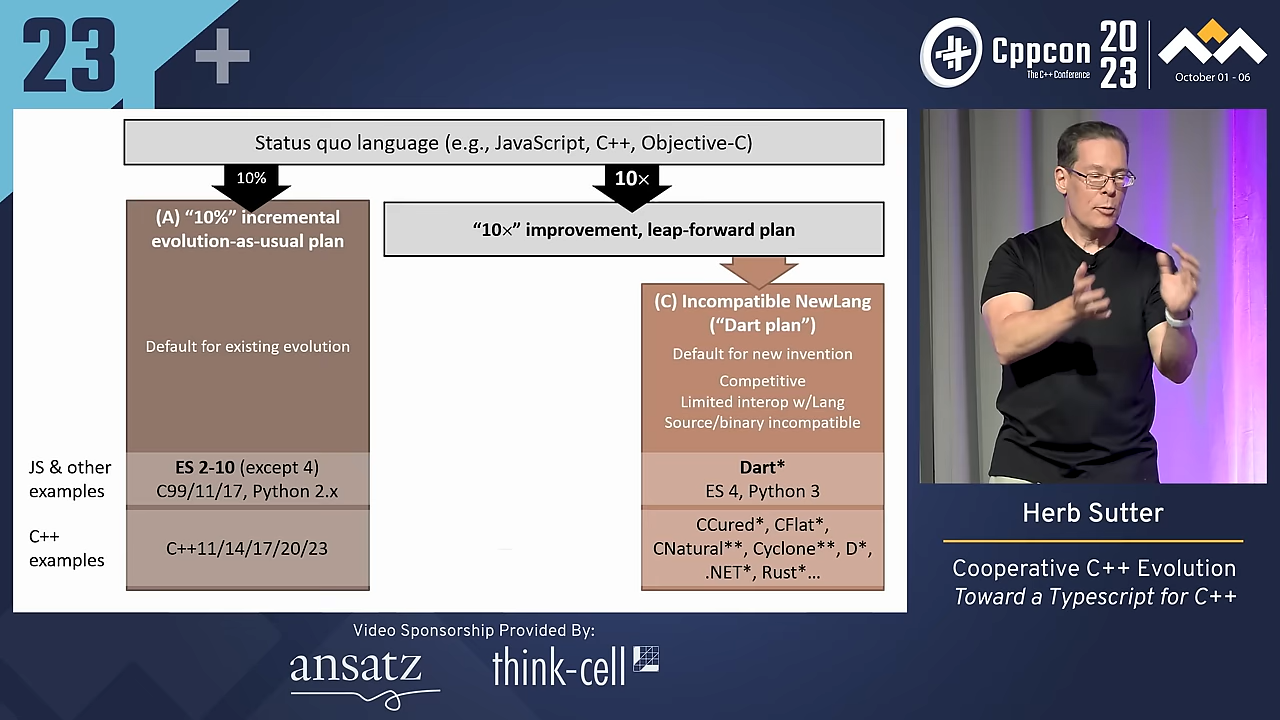 23
Cppcon
The C++ Conference
20
23
October 01 - 06
Status quo language (e.g., JavaScript, C++, Objective-C)
10%
10×
(A) “10%” incremental
evolution-as-usual plan
“10×” improvement, leap-forward plan
Default for existing evolution
(C) Incompatible NewLang
(“Dart plan”)
Default for new invention
Competitive
Limited interop w/Lang
Source/binary incompatible
JS & other
examples
ES 2-10 (except 4)
C99/11/17, Python 2.x
Dart*
ES 4, Python 3
C++
examples
C++11/14/17/20/23
CCured*, CFlat*,
CNatural**, Cyclone**, D*,
.NET*, Rust*…
Herb Sutter
Cooperative C++ Evolution
Toward a Typescript for C++
Video Sponsorship Provided By:
ansatz
think-cell